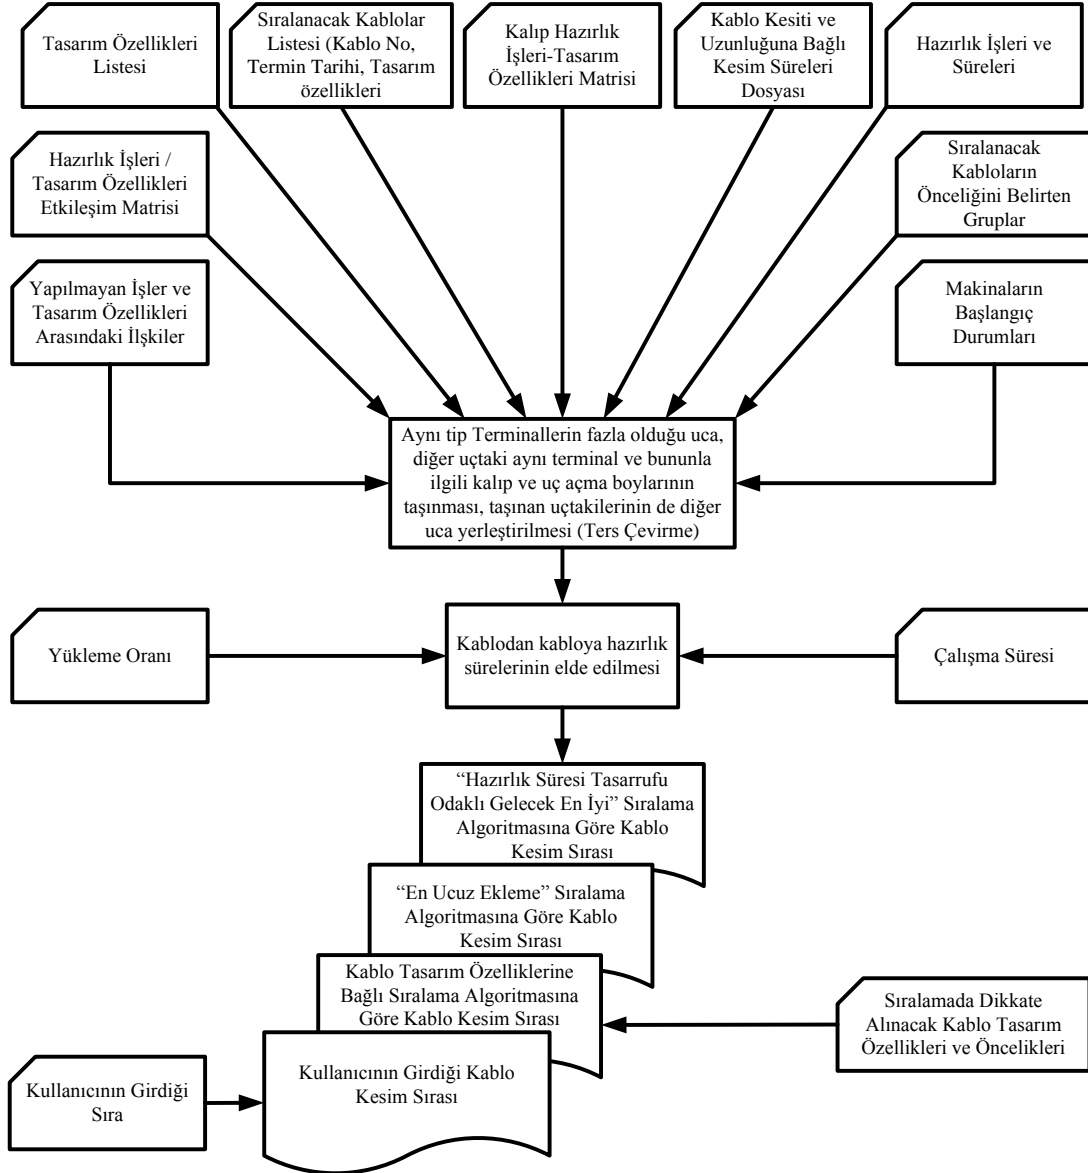 Tasarım Özellikleri
Listesi
Sıralanacak Kablolar
Listesi (Kablo No,
Termin Tarihi, Tasarım
özellikleri
Kalıp Hazırlık
İşleri-Tasarım
Özellikleri Matrisi
Kablo Kesiti ve
Uzunluğuna Bağlı
Kesim Süreleri
Dosyası
Hazırlık İşleri ve
Süreleri
Hazırlık İşleri /
Tasarım Özellikleri
Etkileşim Matrisi
Sıralanacak
Kabloların
Önceliğini Belirten
Gruplar
Yapılmayan İşler ve
Tasarım Özellikleri
Arasındaki İlşkiler
Makinaların
Başlangıç
Durumları
Aynı tip Terminallerin fazla olduğu uca,
diğer uçtaki aynı terminal ve bununla
ilgili kalıp ve uç açma boylarının
taşınması, taşınan uçtakilerinin de diğer
uca yerleştirilmesi (Ters Çevirme)
Yükleme Oranı
Kablodan kabloya hazırlık
sürelerinin elde edilmesi
Çalışma Süresi
“Hazırlık Süresi Tasarrufu
Odaklı Gelecek En İyi” Sıralama
Algoritmasına Göre Kablo
Kesim Sırası
“En Ucuz Ekleme” Sıralama
Algoritmasına Göre Kablo
Kesim Sırası
Kablo Tasarım Özelliklerine
Bağlı Sıralama Algoritmasına
Göre Kablo Kesim Sırası
Sıralamada Dikkate
Alınacak Kablo Tasarım
Özellikleri ve Öncelikleri
Kullanıcının Girdiği Kablo
Kesim Sırası
Kullanıcının Girdiği
Sıra